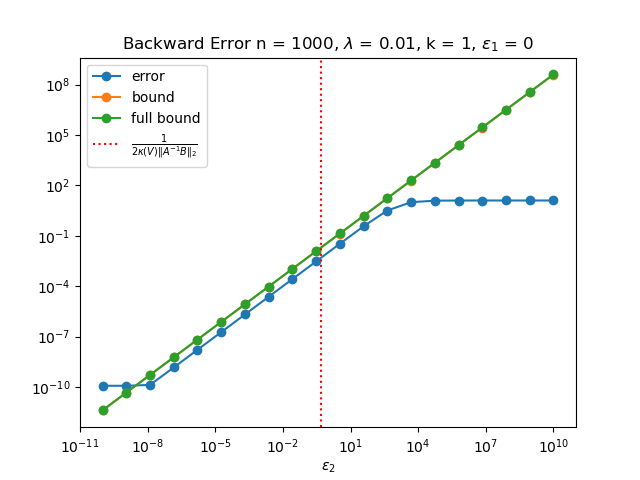 Backward Error n = 1000, λ = 0.01, k = 1, ε₁ = 0
error
bound
full bound
1 / 2κ(V)‖A⁻¹B‖₂
10⁸
10⁵
10²
10⁻¹
10⁻⁴
10⁻⁷
10⁻¹⁰
10⁻¹¹ 10⁻⁸ 10⁻⁵ 10⁻² 10¹ 10⁴ 10⁷ 10¹⁰
ε₂